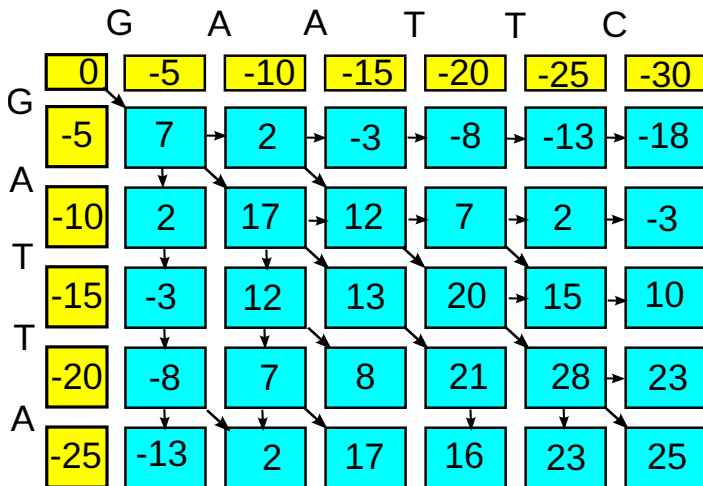 G A A T T C
0 -5 -10 -15 -20 -25 -30
G
-5 7 2 -3 -8 -13 -18
A
-10 2 17 12 7 2 -3
T
-15 -3 12 13 20 15 10
T
-20 -8 7 8 21 28 23
A
-25 -13 2 17 16 23 25